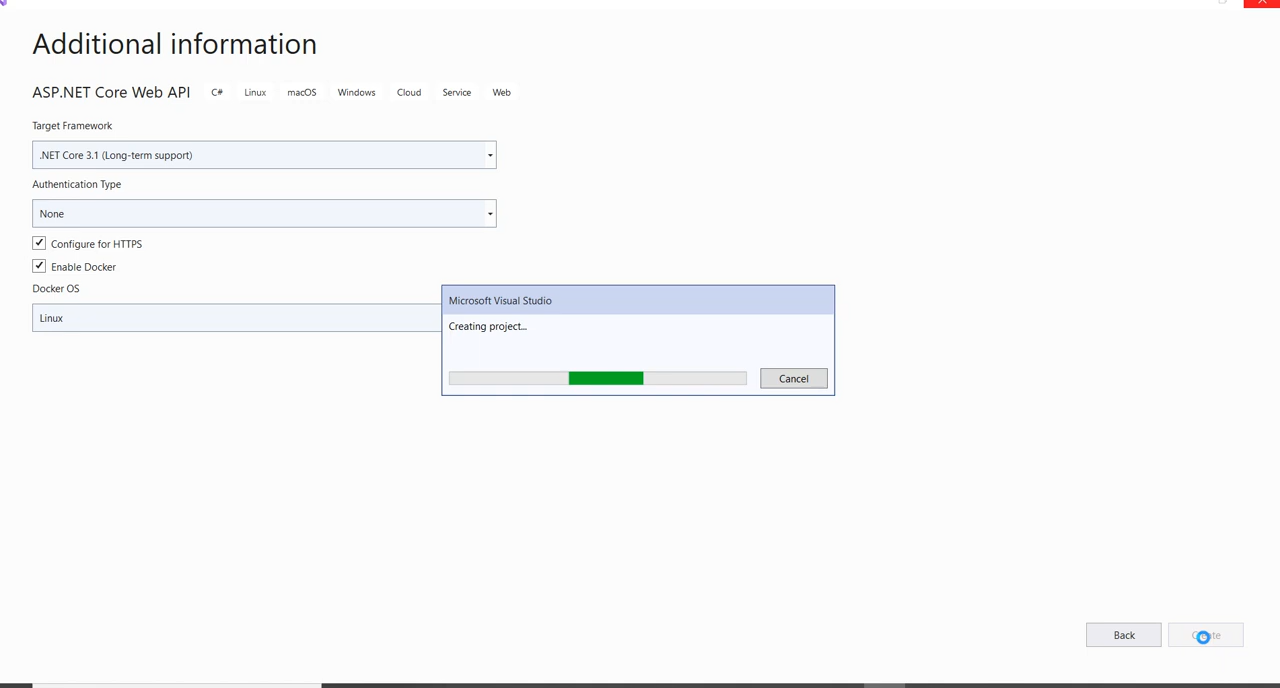 Additional information
ASP.NET Core Web API C# Linux macOS Windows Cloud Service Web
Target Framework
.NET Core 3.1 (Long-term support)
Authentication Type
None
Configure for HTTPS
Enable Docker
Docker OS
Linux
Microsoft Visual Studio
Creating project...
Cancel
Back